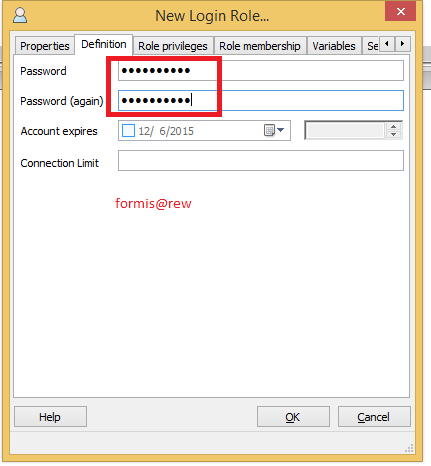 New Login Role...
Properties Definition Role privileges Role membership Variables Se
Password ●●●●●●●●●●
Password (again) ●●●●●●●●●●
Account expires 12/ 6/2015
Connection Limit
formis@rew
Help OK Cancel